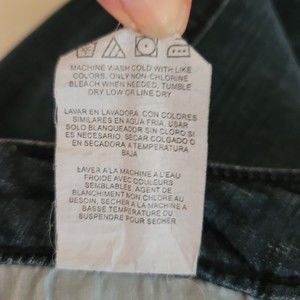 MACHINE WASH COLD WITH LIKE
COLORS, ONLY NON-CHLORINE
BLEACH WHEN NEEDED, TUMBLE
DRY LOW OR LINE DRY
LAVAR EN LAVADORA CON COLORES
SIMILARES EN AGUA FRIA, USAR
SOLO BLANQUEADOR SIN CLORO SI
ES NECESARIO, SECAR COLGADO O
EN SECADORA A TEMPERATURA
BAJA
LAVER A LA MACHINE A L'EAU
FROIDE AVEC COULEURS
SEMBLABLES, AGENT DE
BLANCHIMENT NON CHLORE AU
BESOIN, SECHER A LA MACHINE A
BASSE TEMPERATURE OU
SUSPENDRE POUR SECHER